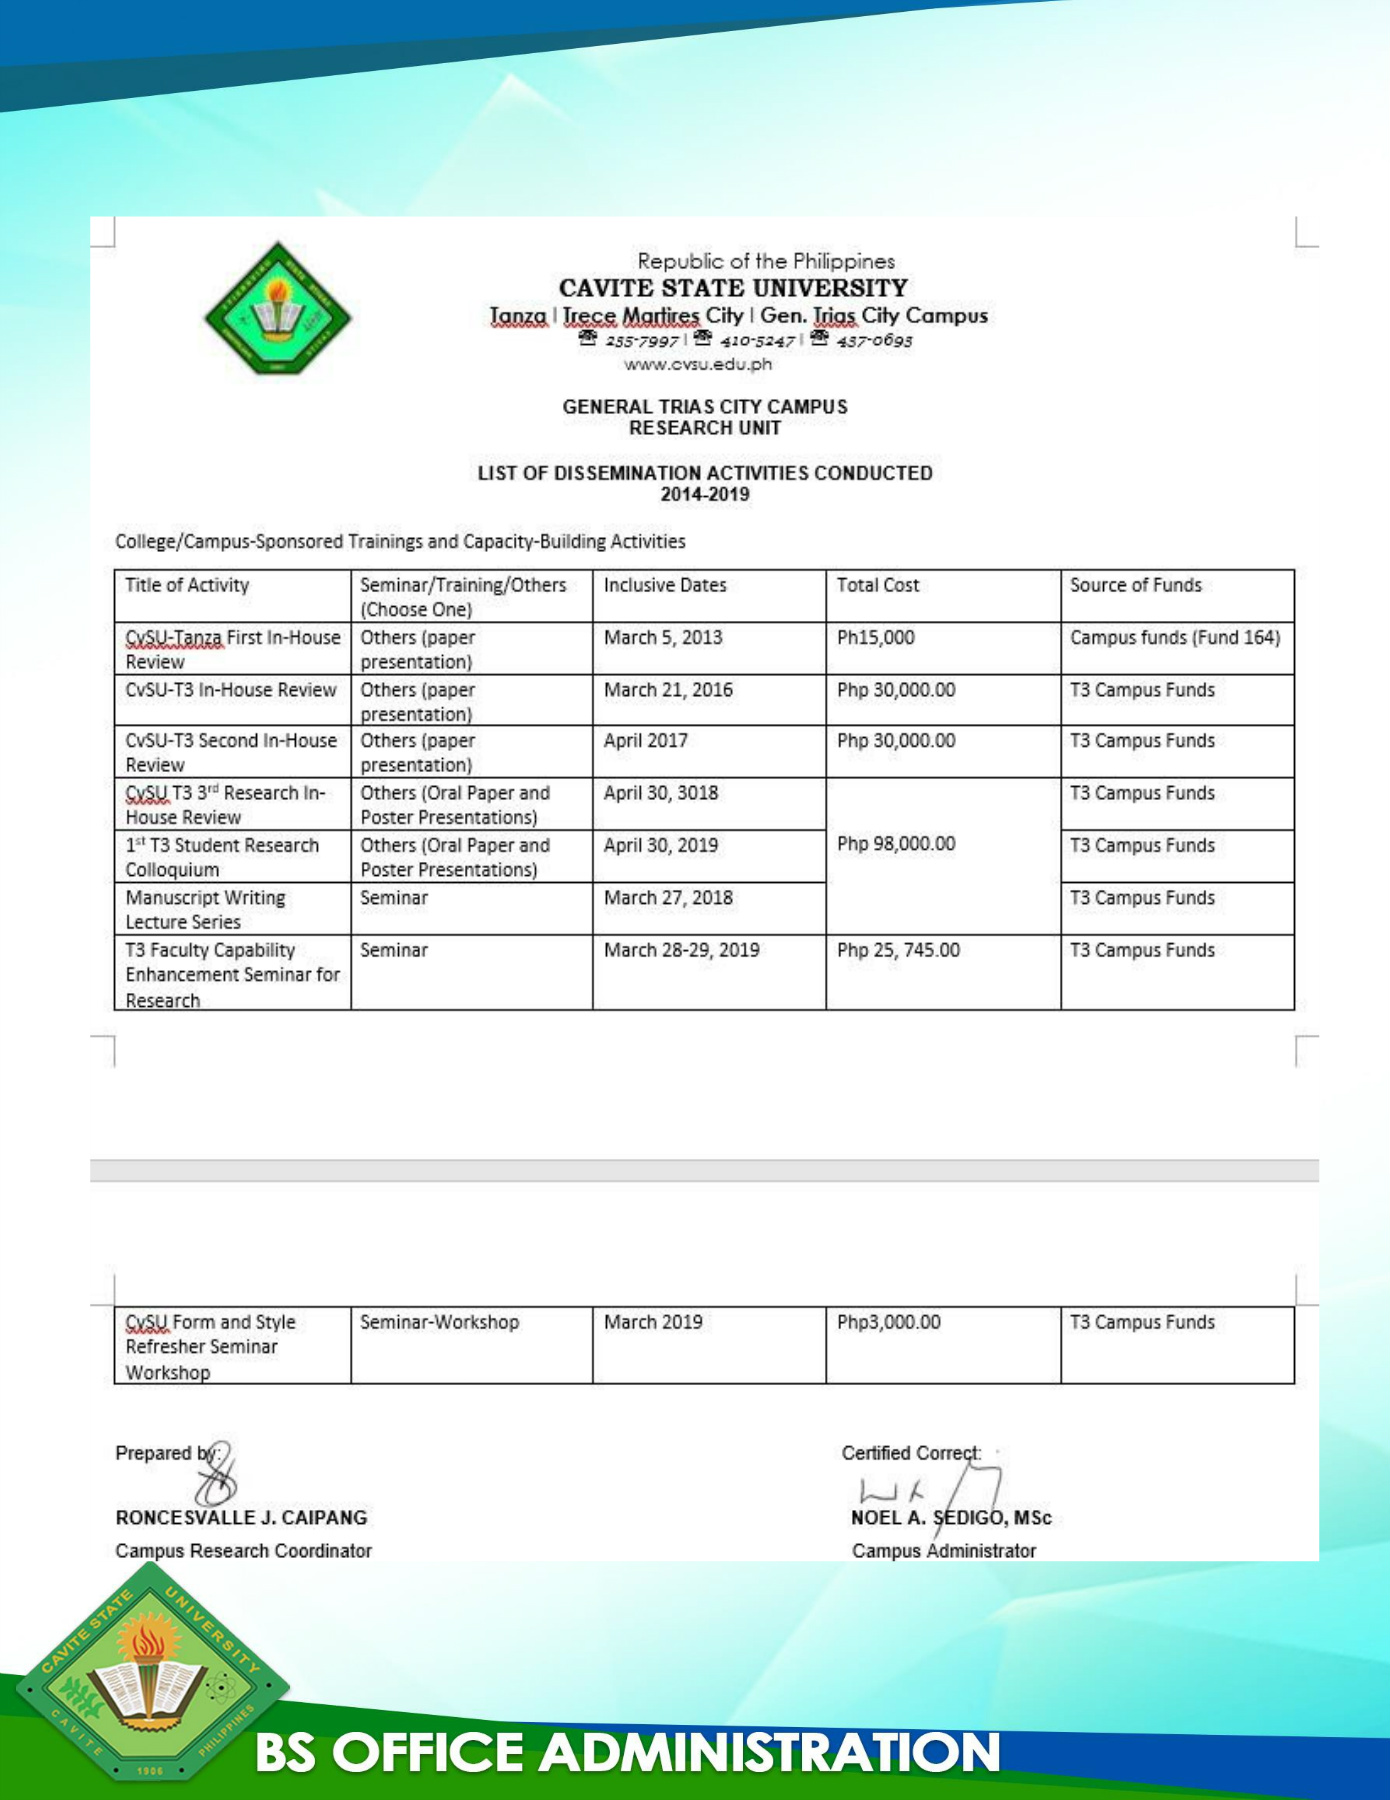 Republic of the Philippines
CAVITE STATE UNIVERSITY
Tanza | Trece Martires City | Gen. Trias City Campus
☎ 235-7997 | ☎ 410-5247 | ☎ 437-0693
www.cvsu.edu.ph
GENERAL TRIAS CITY CAMPUS
RESEARCH UNIT
LIST OF DISSEMINATION ACTIVITIES CONDUCTED
2014-2019
College/Campus-Sponsored Trainings and Capacity-Building Activities
Title of Activity Seminar/Training/Others Inclusive Dates Total Cost Source of Funds
(Choose One)
CvSU-Tanza First In-House Others (paper March 5, 2013 Ph15,000 Campus funds (Fund 164)
Review presentation)
CvSU-T3 In-House Review Others (paper March 21, 2016 Php 30,000.00 T3 Campus Funds
presentation)
CvSU-T3 Second In-House Others (paper April 2017 Php 30,000.00 T3 Campus Funds
Review presentation)
CvSU T3 3rd Research In- Others (Oral Paper and April 30, 3018 T3 Campus Funds
House Review Poster Presentations)
1st T3 Student Research Others (Oral Paper and April 30, 2019 Php 98,000.00 T3 Campus Funds
Colloquium Poster Presentations)
Manuscript Writing Seminar March 27, 2018 T3 Campus Funds
Lecture Series
T3 Faculty Capability Seminar March 28-29, 2019 Php 25, 745.00 T3 Campus Funds
Enhancement Seminar for
Research
CvSU Form and Style Seminar-Workshop March 2019 Php3,000.00 T3 Campus Funds
Refresher Seminar
Workshop
Prepared by: Certified Correct:
RONCESVALLE J. CAIPANG NOEL A. SEDIGO, MSc
Campus Research Coordinator Campus Administrator
CAVITE STATE UNIVERSITY
CAVITE PHILIPPINES
1906
BS OFFICE ADMINISTRATION